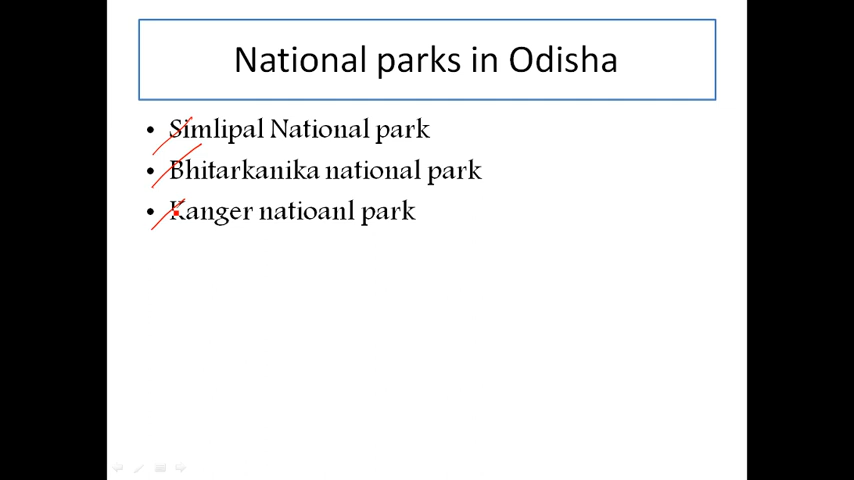 National parks in Odisha
• Simlipal National park
• Bhitarkanika national park
• Kanger natioanl park